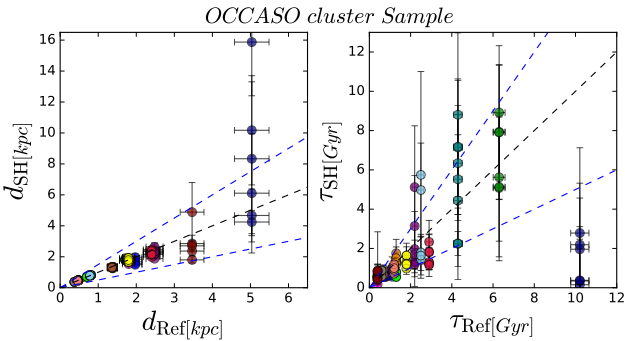 OCCASO cluster Sample
16
14
12
10
8
6
4
2
0
0 1 2 3 4 5 6
d_SH[kpc]
d_Ref[kpc]
12
10
8
6
4
2
0
0 2 4 6 8 10 12
τ_SH[Gyr]
τ_Ref[Gyr]